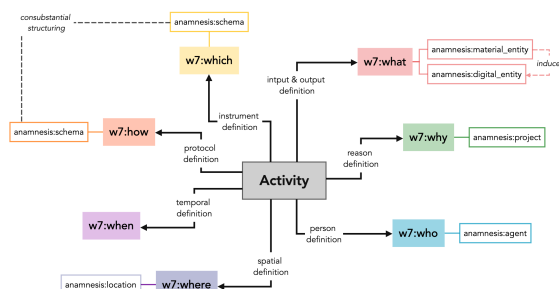 consubstantial
structuring
anamnesis:schema
w7:which
intput & output
definition
w7:what
anamnesis:material_entity
anamnesis:digital_entity
induce
instrument
definition
anamnesis:schema
w7:how
protocol
definition
reason
definition
w7:why
anamnesis:project
Activity
temporal
definition
w7:when
person
definition
w7:who
anamnesis:agent
spatial
definition
anamnesis:location
w7:where